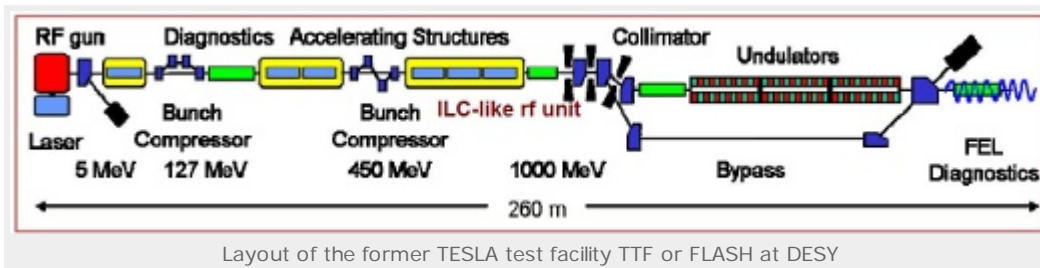 RF gun
Diagnostics
Accelerating Structures
Collimator
Undulators
Laser
Bunch
Compressor
Bunch
Compressor
ILC-like rf unit
Bypass
FEL
Diagnostics
5 MeV
127 MeV
450 MeV
1000 MeV
260 m
Layout of the former TESLA test facility TTF or FLASH at DESY